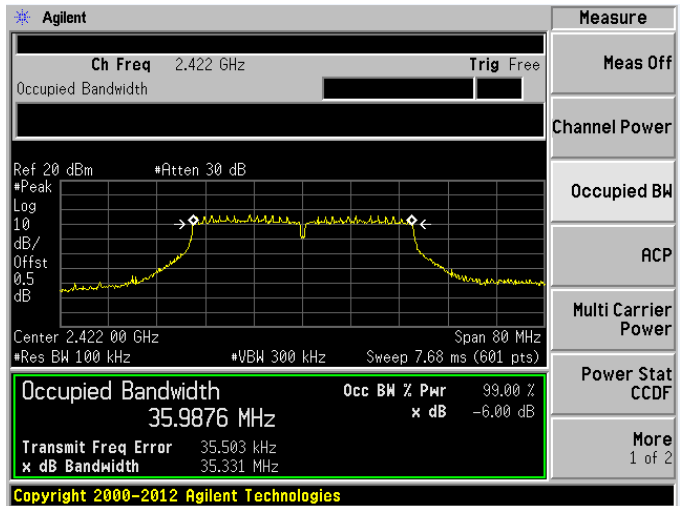 Agilent
Measure
Ch Freq 2.422 GHz Trig Free
Occupied Bandwidth
Meas Off
Channel Power
Occupied BW
ACP
Multi Carrier
Power
Power Stat
CCDF
More
1 of 2
Ref 20 dBm #Atten 30 dB
#Peak
Log
10
dB/
Offst
0.5
dB
Center 2.422 00 GHz Span 80 MHz
#Res BW 100 kHz #VBW 300 kHz Sweep 7.68 ms (601 pts)
Occupied Bandwidth Occ BW % Pwr 99.00 %
35.9876 MHz x dB -6.00 dB
Transmit Freq Error 35.503 kHz
x dB Bandwidth 35.331 MHz
Copyright 2000-2012 Agilent Technologies